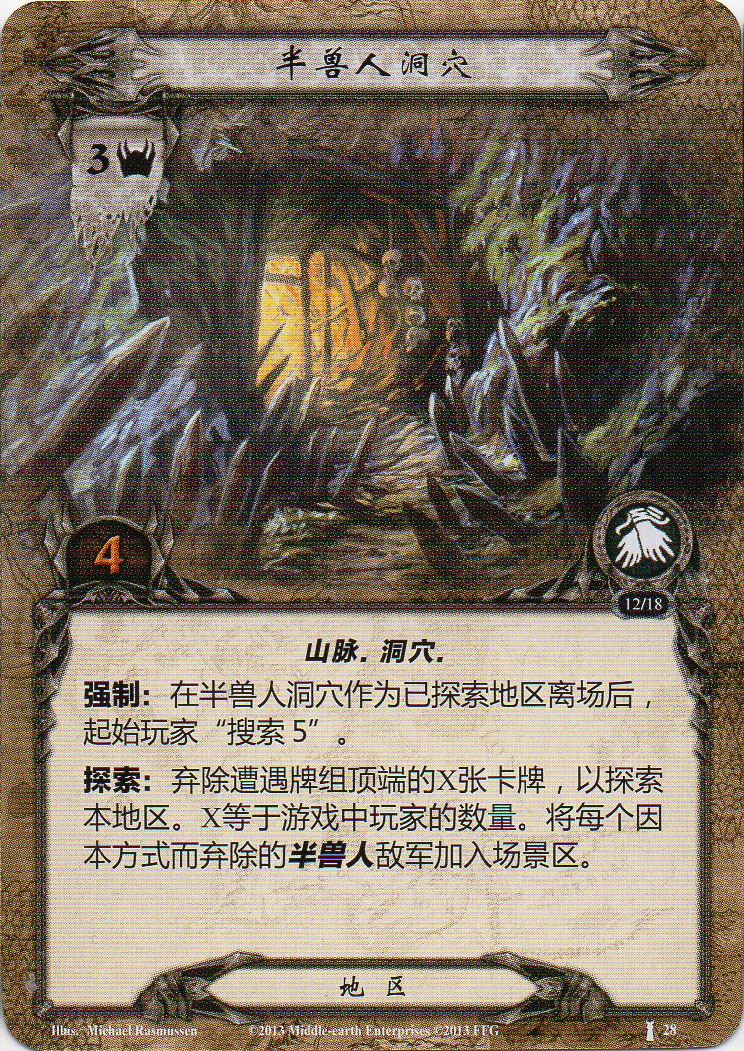 半兽人洞穴
3
4
12/18
山脉. 洞穴.
强制：在半兽人洞穴作为已探索地区离场后，
起始玩家“搜索 5”。
探索：弃除遭遇牌组顶端的X张卡牌，以探索
本地区。X等于游戏中玩家的数量。将每个因
本方式而弃除的半兽人敌军加入场景区。
地区
Illus. Michael Rasmussen ©2013 Middle-earth Enterprises ©2013 FFG 28